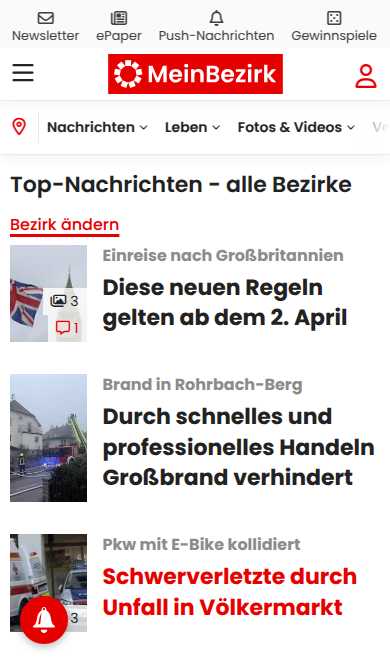 Newsletter ePaper Push-Nachrichten Gewinnspiele
MeinBezirk
Nachrichten Leben Fotos & Videos
Top-Nachrichten - alle Bezirke
Bezirk ändern
Einreise nach Großbritannien
Diese neuen Regeln
gelten ab dem 2. April
3
1
Brand in Rohrbach-Berg
Durch schnelles und
professionelles Handeln
Großbrand verhindert
Pkw mit E-Bike kollidiert
Schwerverletzte durch
Unfall in Völkermarkt
3